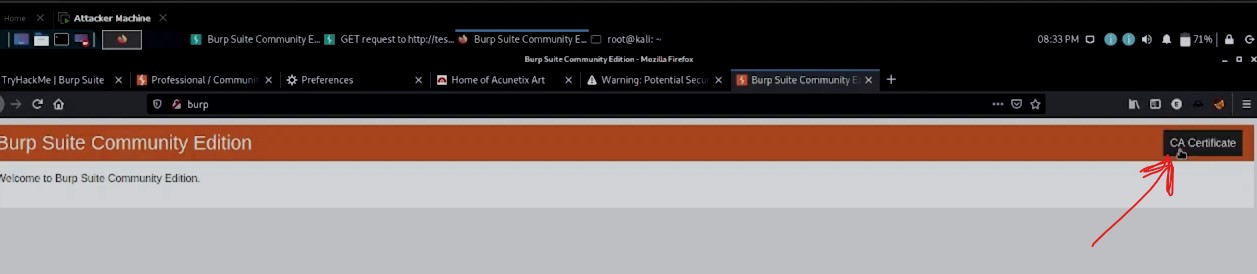 Home Attacker Machine
Burp Suite Community E... GET request to http://tes... Burp Suite Community E... root@kali: ~ 08:33 PM 71%
Burp Suite Community Edition - Mozilla Firefox
TryHackMe | Burp Suite Professional / Communi Preferences Home of Acunetix Art Warning: Potential Secu Burp Suite Community E
burp
Burp Suite Community Edition CA Certificate
Welcome to Burp Suite Community Edition.